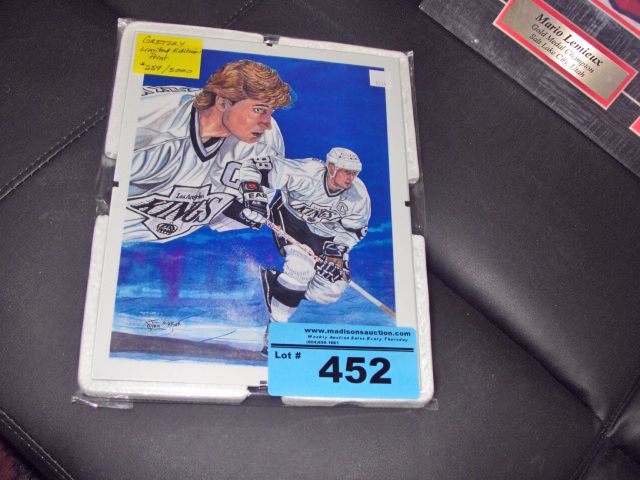 GRETZKY
Limited Edition
Print
#259/5000
Los Angeles
KINGS
KINGS
C
www.madisonsauction.com
Weekly Auction Sales Every Thursday
Lot # 452
Mario Lemieux
Gold Medal Champion
Salt Lake City, Utah